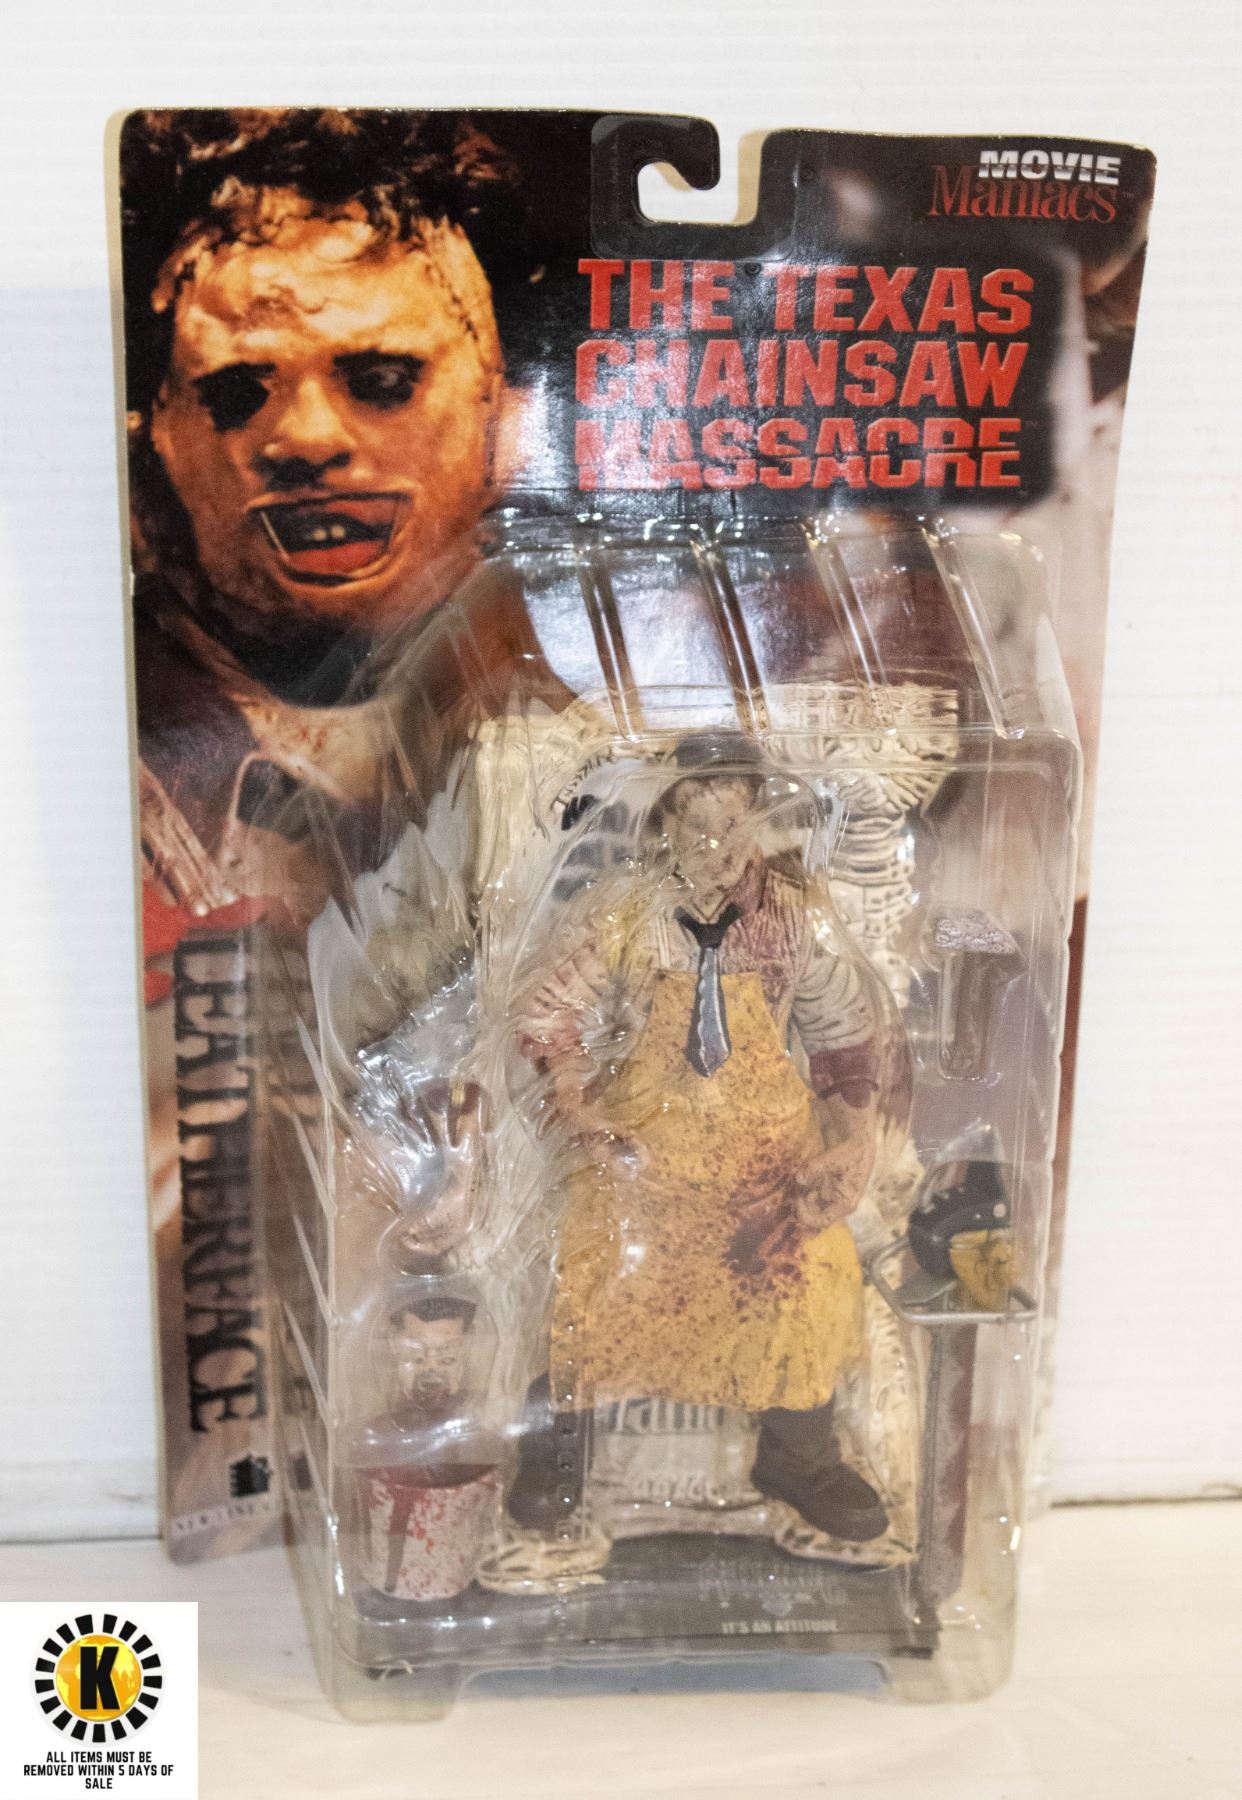 MOVIE
Maniacs
THE TEXAS
CHAINSAW
MASSACRE™
LEATHERFACE
IT'S AN ATTITUDE
K
ALL ITEMS MUST BE
REMOVED WITHIN 5 DAYS OF
SALE